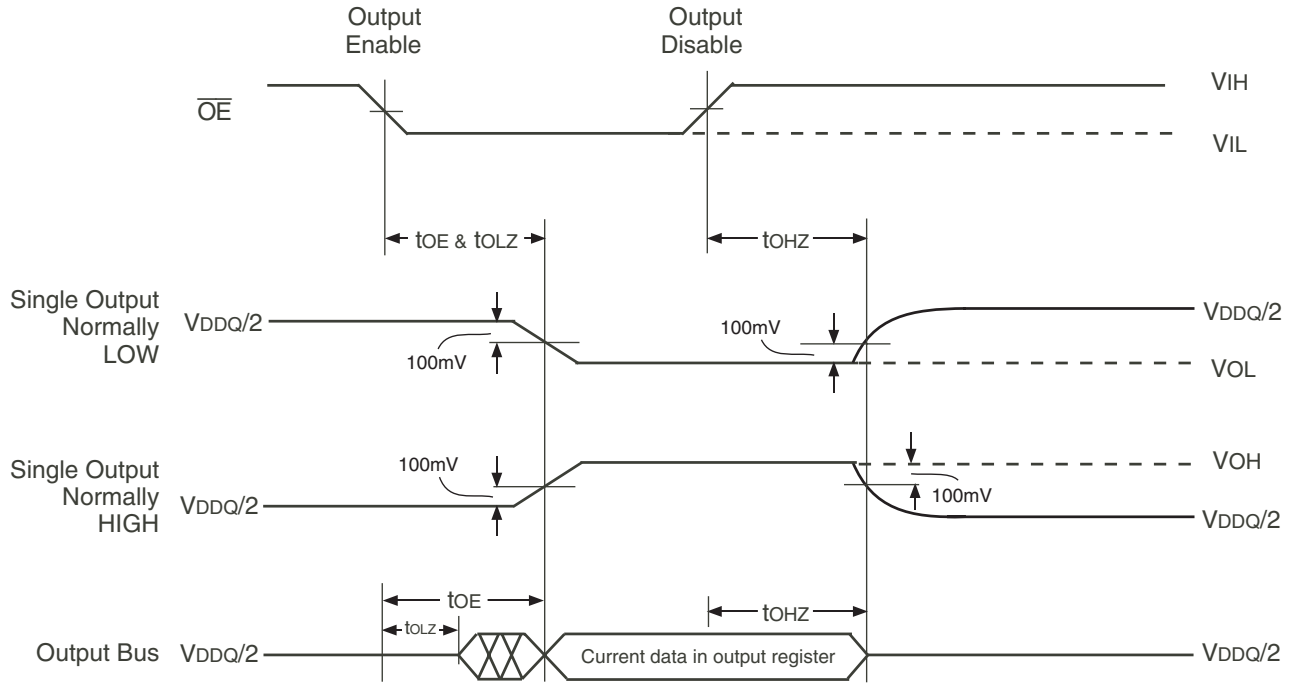 Output
Enable
Output
Disable
OE
VIH
VIL
tOE & tOLZ
tOHZ
Single Output
Normally
LOW
VDDQ/2
100mV
100mV
VDDQ/2
VOL
Single Output
Normally
HIGH
VDDQ/2
100mV
VOH
100mV
VDDQ/2
tOE
tOLZ
tOHZ
Output Bus
VDDQ/2
Current data in output register
VDDQ/2